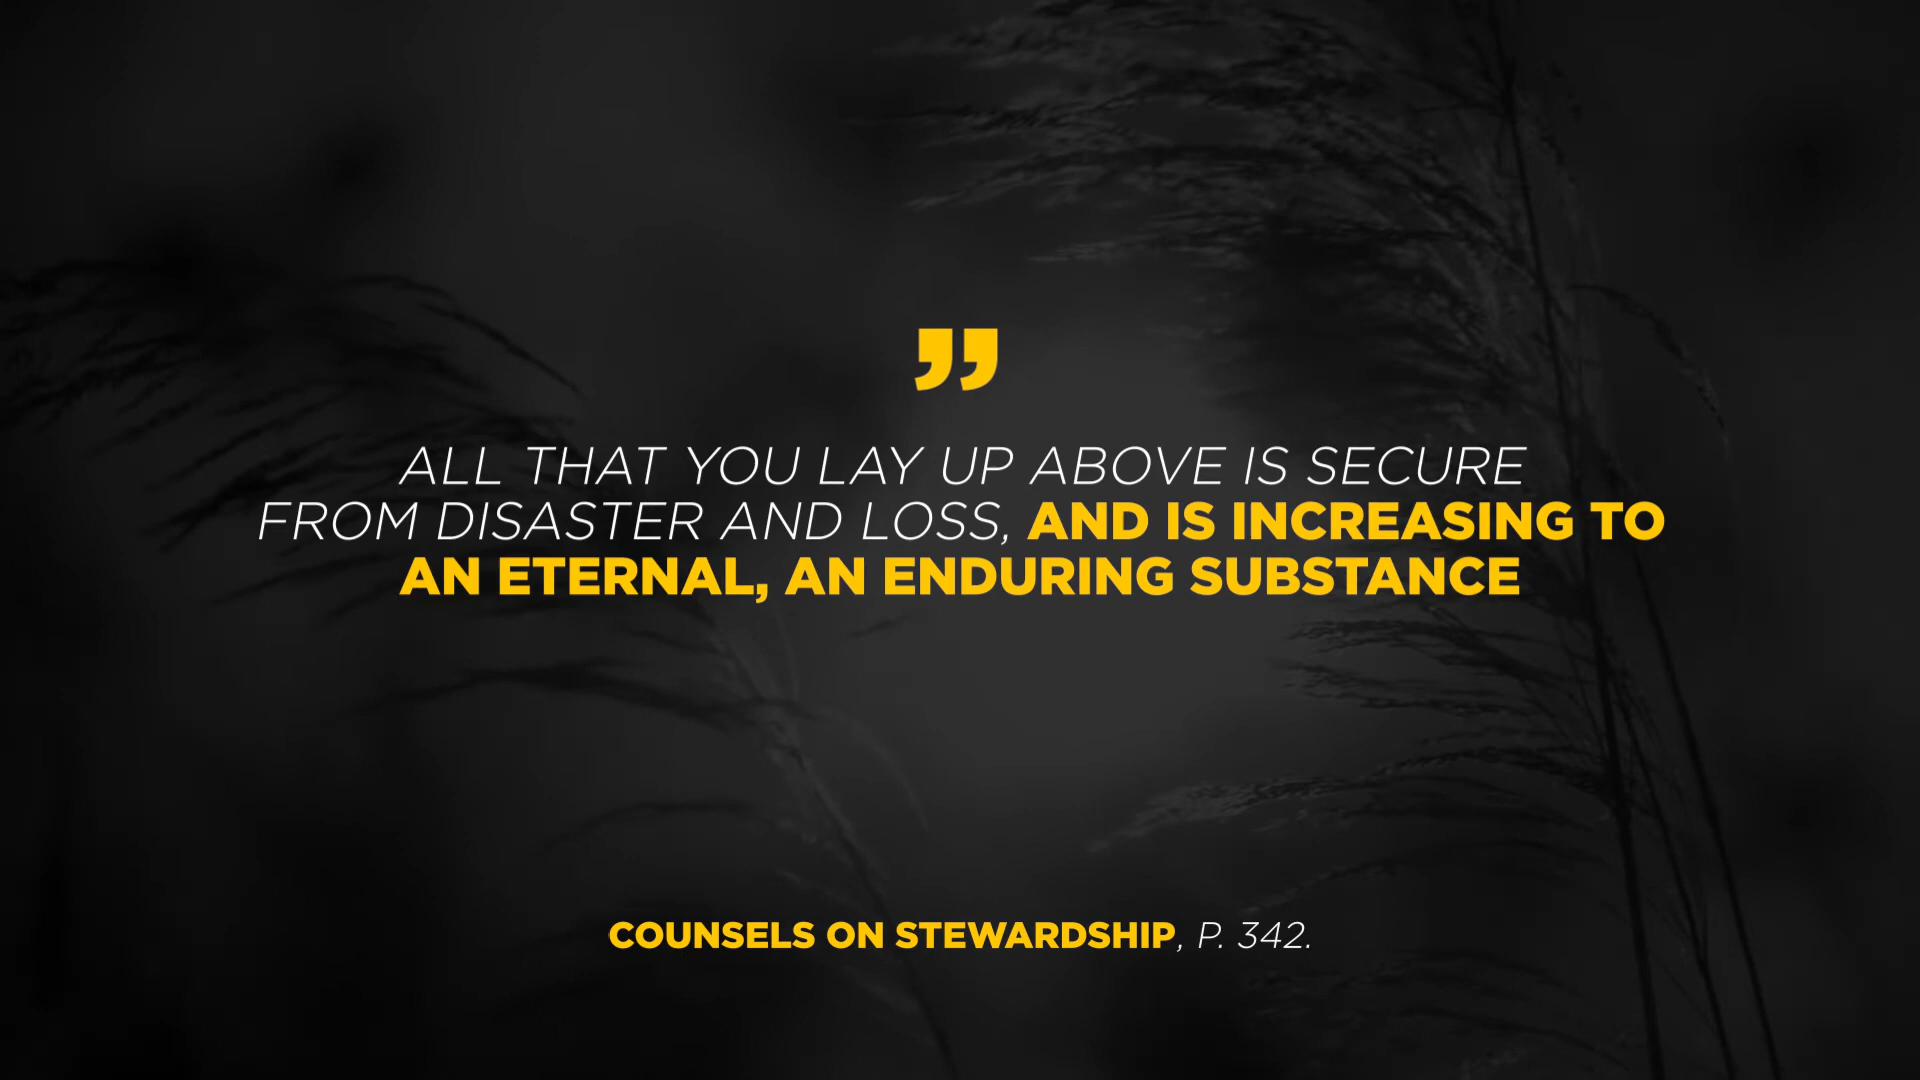 ”
ALL THAT YOU LAY UP ABOVE IS SECURE
FROM DISASTER AND LOSS, AND IS INCREASING TO
AN ETERNAL, AN ENDURING SUBSTANCE
COUNSELS ON STEWARDSHIP, P. 342.